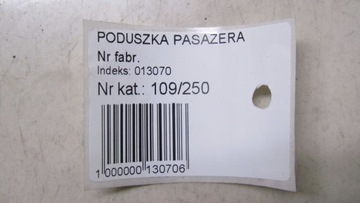 PODUSZKA PASAZERA
Nr fabr.
Indeks: 013070
Nr kat.: 109/250
1 000000 130706